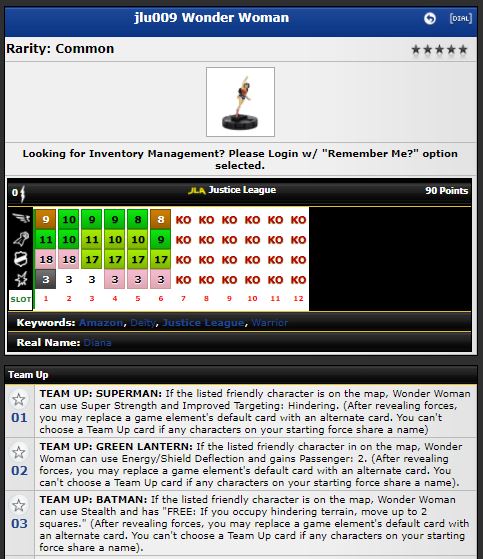 jlu009 Wonder Woman
[DIAL]
Rarity: Common
Looking for Inventory Management? Please Login w/ "Remember Me?" option
selected.
0 JLA Justice League 90 Points
9 10 9 9 8 8 KO KO KO KO KO KO
11 10 11 10 10 9 KO KO KO KO KO KO
18 18 17 17 17 17 KO KO KO KO KO KO
3 3 3 3 3 3 KO KO KO KO KO KO
SLOT 1 2 3 4 5 6 7 8 9 10 11 12
Keywords: Amazon, Deity, Justice League, Warrior
Real Name: Diana
Team Up
01
TEAM UP: SUPERMAN: If the listed friendly character is on the map, Wonder Woman
can use Super Strength and Improved Targeting: Hindering. (After revealing forces,
you may replace a game element's default card with an alternate card. You can't
choose a Team Up card if any characters on your starting force share a name)
02
TEAM UP: GREEN LANTERN: If the listed friendly character in on the map, Wonder
Woman can use Energy/Shield Deflection and gains Passenger: 2. (After revealing
forces, you may replace a game element's default card with an alternate card. You
can't choose a Team Up card if any characters on your starting force share a name).
03
TEAM UP: BATMAN: If the listed friendly character is on the map, Wonder Woman
can use Stealth and has "FREE: If you occupy hindering terrain, move up to 2
squares." (After revealing forces, you may replace a game element's default card with
an alternate card. You can't choose a Team Up card if any characters on your starting
force share a name).